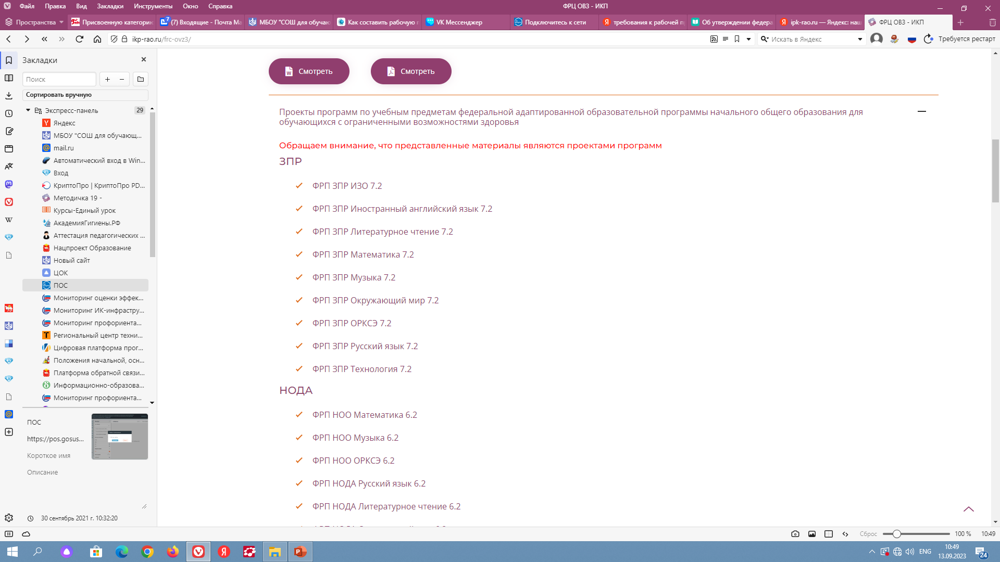 Файл Правка Вид Закладки Инструменты Окно Справка
ФРЦ ОВЗ - ИКП
Пространства
Присвоенную категорию
(7) Входящие - Почта Ma
МБОУ "СОШ для обучаю
Как составить рабочую п
VK Мессенджер
Подключитесь к сети
требования к рабочей п
Об утверждении федера
ipk-rao.ru — Яндекс: наш
ФРЦ ОВЗ - ИКП
ikp-rao.ru/frc-ovz3/
Искать в Яндекс
Требуется рестарт
Закладки
Поиск
Сортировать вручную
Экспресс-панель 29
Яндекс
МБОУ "СОШ для обучающ...
mail.ru
Автоматический вход в Win...
Вход
КриптоПро | КриптоПро PD...
Методичка 19 -
Курсы-Единый урок
АкадемияГигиены.РФ
Аттестация педагогических ...
Нацпроект Образование
Новый сайт
ЦОК
ПОС
Мониторинг оценки эффек...
Мониторинг ИК-инфрастру...
Мониторинг профориента...
Региональный центр техни...
Цифровая платформа прог...
Положения начальной, осн...
Платформа обратной связи...
Информационно-образова...
Мониторинг профориента...
ПОС
https://pos.gosus...
Короткое имя
Описание
30 сентябрь 2021 г. 10:32:20
Смотреть
Смотреть
Проекты программ по учебным предметам федеральной адаптированной образовательной программы начального общего образования для
обучающихся с ограниченными возможностями здоровья
Обращаем внимание, что представленные материалы являются проектами программ
ЗПР
ФРП ЗПР ИЗО 7.2
ФРП ЗПР Иностранный английский язык 7.2
ФРП ЗПР Литературное чтение 7.2
ФРП ЗПР Математика 7.2
ФРП ЗПР Музыка 7.2
ФРП ЗПР Окружающий мир 7.2
ФРП ЗПР ОРКСЭ 7.2
ФРП ЗПР Русский язык 7.2
ФРП ЗПР Технология 7.2
НОДА
ФРП НОО Математика 6.2
ФРП НОО Музыка 6.2
ФРП НОО ОРКСЭ 6.2
ФРП НОДА Русский язык 6.2
ФРП НОДА Литературное чтение 6.2
Сброс
100 %
10:49
ENG
10:49
13.09.2023
24